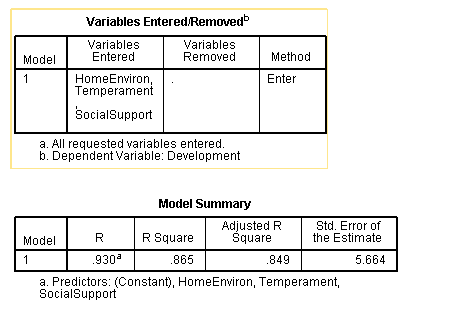 Variables Entered/Removedb
Model Variables Entered Variables Removed Method
1 HomeEnviron, Temperament , SocialSupport . Enter
a. All requested variables entered.
b. Dependent Variable: Development
Model Summary
Model R R Square Adjusted R Square Std. Error of the Estimate
1 .930a .865 .849 5.664
a. Predictors: (Constant), HomeEnviron, Temperament,
SocialSupport